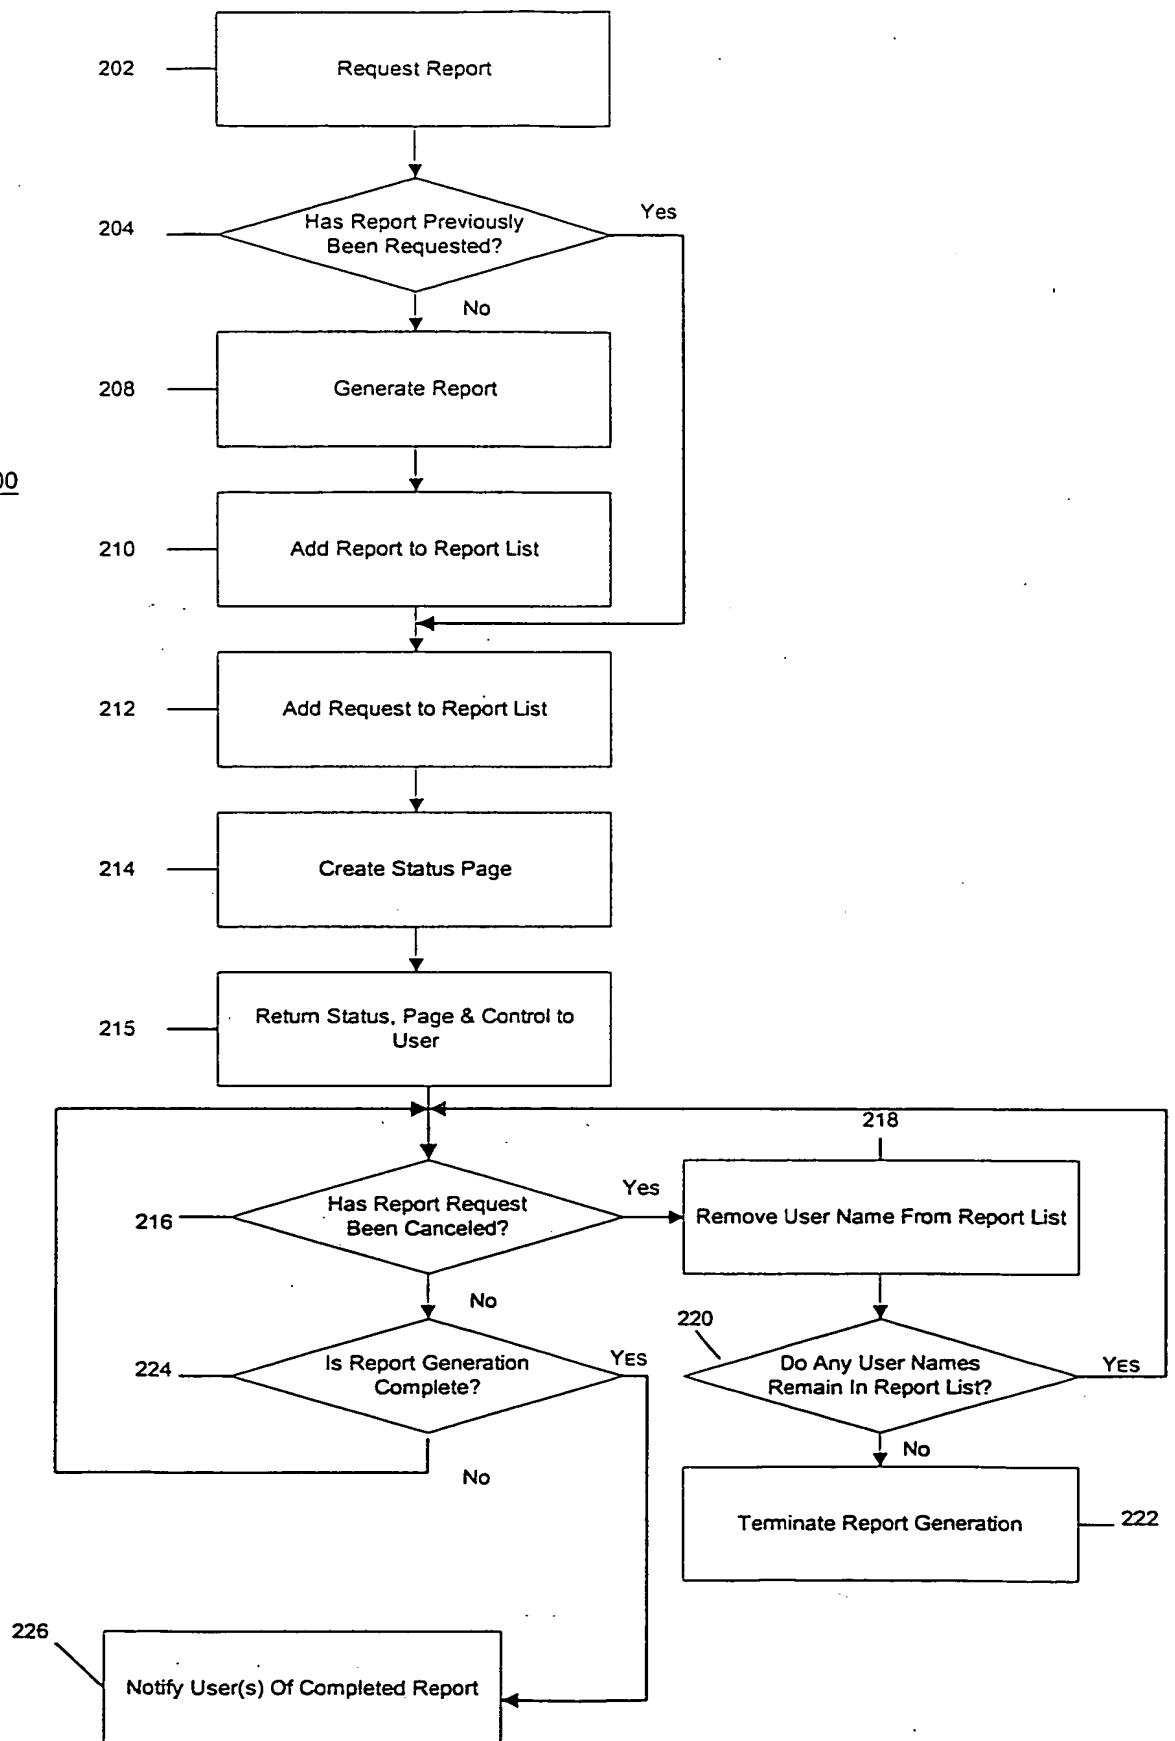 202
Request Report
204
Has Report Previously
Been Requested?
Yes
No
208
Generate Report
00
210
Add Report to Report List
212
Add Request to Report List
214
Create Status Page
215
Return Status, Page & Control to
User
218
216
Has Report Request
Been Canceled?
Yes
Remove User Name From Report List
No
220
224
Is Report Generation
Complete?
YES
Do Any User Names
Remain In Report List?
YES
No
No
Terminate Report Generation
222
226
Notify User(s) Of Completed Report